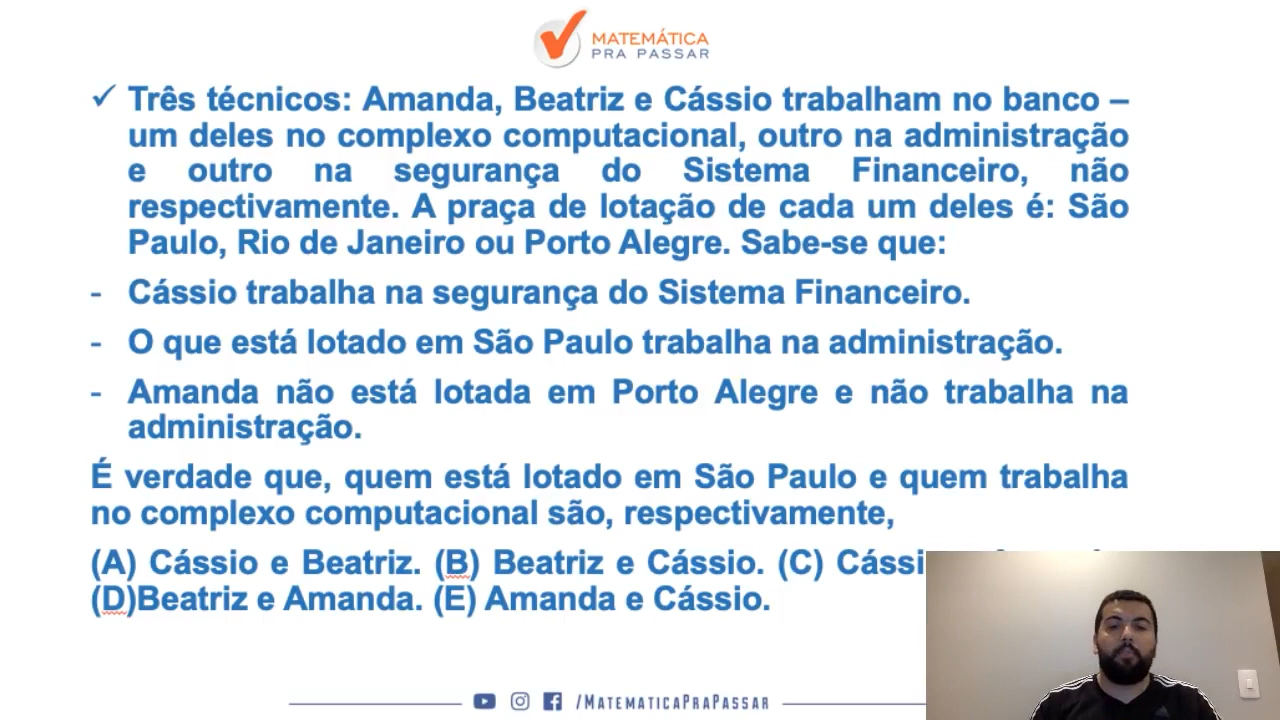 MATEMÁTICA
PRA PASSAR
✓ Três técnicos: Amanda, Beatriz e Cássio trabalham no banco –
um deles no complexo computacional, outro na administração
e outro na segurança do Sistema Financeiro, não
respectivamente. A praça de lotação de cada um deles é: São
Paulo, Rio de Janeiro ou Porto Alegre. Sabe-se que:
- Cássio trabalha na segurança do Sistema Financeiro.
- O que está lotado em São Paulo trabalha na administração.
- Amanda não está lotada em Porto Alegre e não trabalha na
administração.
É verdade que, quem está lotado em São Paulo e quem trabalha
no complexo computacional são, respectivamente,
(A) Cássio e Beatriz. (B) Beatriz e Cássio. (C)
(D)Beatriz e Amanda. (E) Amanda e Cássio.
/MATEMATICAPRAPASSAR